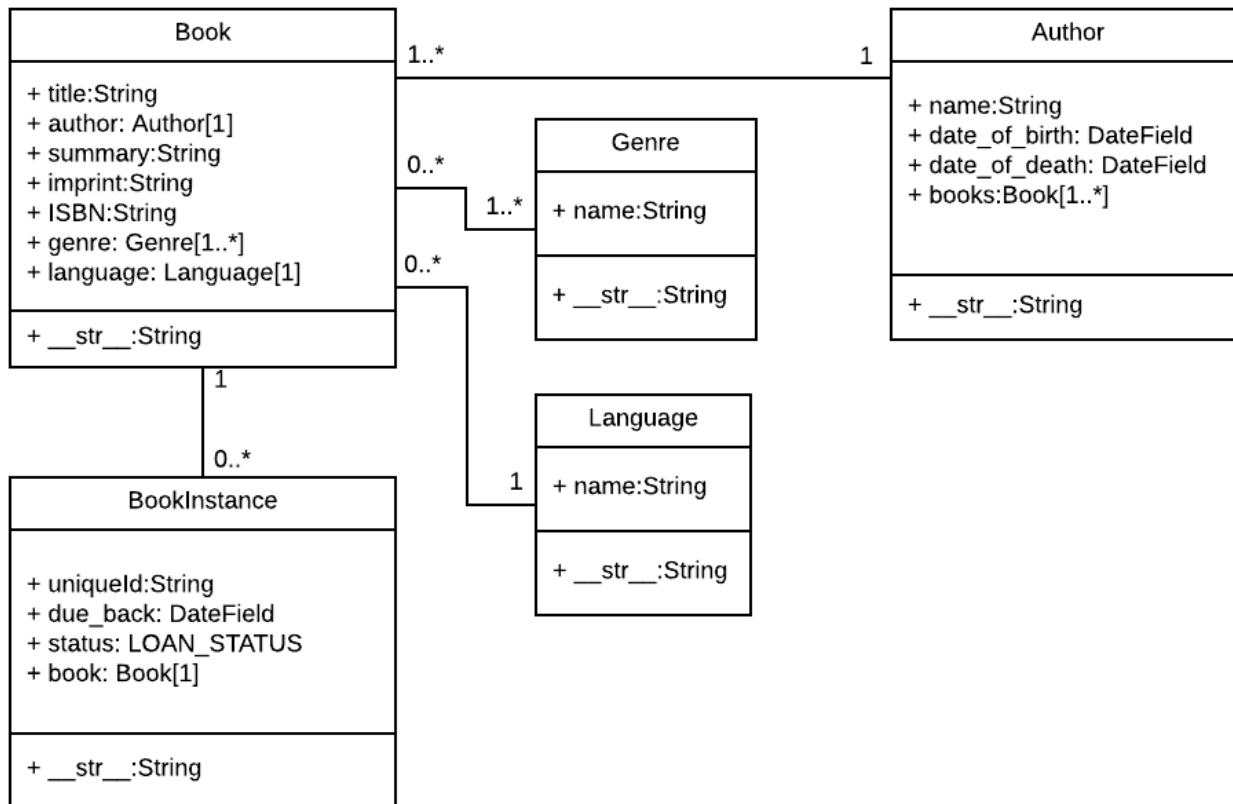 Book
+ title:String
+ author: Author[1]
+ summary:String
+ imprint:String
+ ISBN:String
+ genre: Genre[1..*]
+ language: Language[1]
+ __str__:String
1..*
1
Author
+ name:String
+ date_of_birth: DateField
+ date_of_death: DateField
+ books:Book[1..*]
+ __str__:String
0..*
1..*
Genre
+ name:String
+ __str__:String
0..*
1
Language
+ name:String
+ __str__:String
1
0..*
BookInstance
+ uniqueId:String
+ due_back: DateField
+ status: LOAN_STATUS
+ book: Book[1]
+ __str__:String